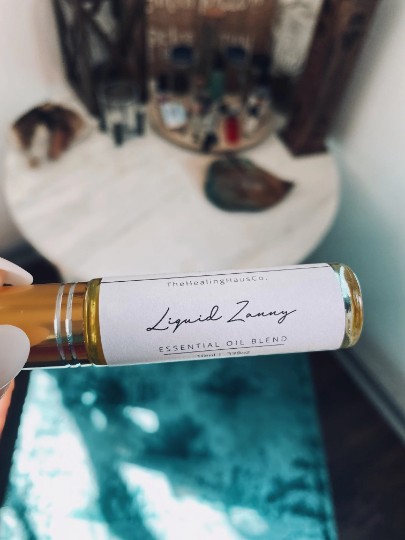 TheHealingHausCo.
Liquid Zanny
ESSENTIAL OIL BLEND